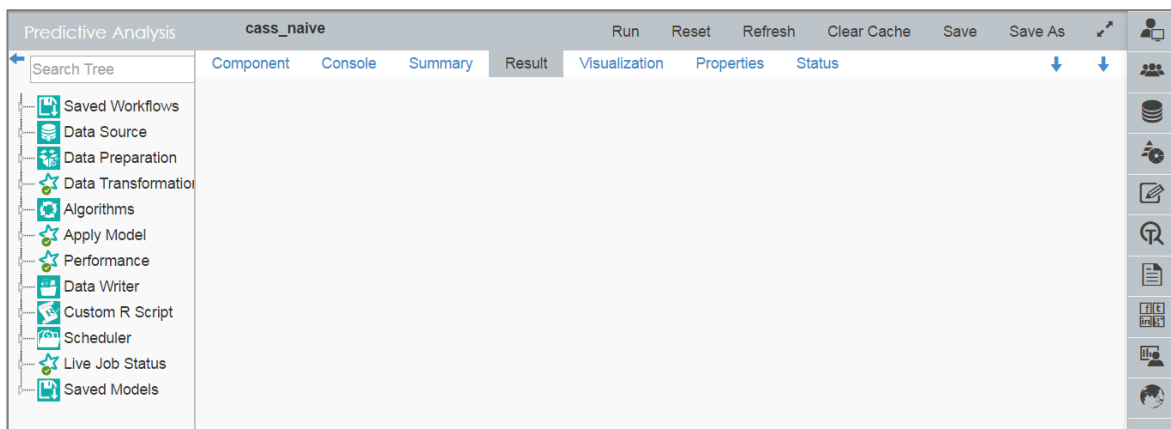 Predictive Analysis
cass_naive
Run Reset Refresh Clear Cache Save Save As
Search Tree
Component Console Summary Result Visualization Properties Status
Saved Workflows
Data Source
Data Preparation
Data Transformation
Algorithms
Apply Model
Performance
Data Writer
Custom R Script
Scheduler
Live Job Status
Saved Models